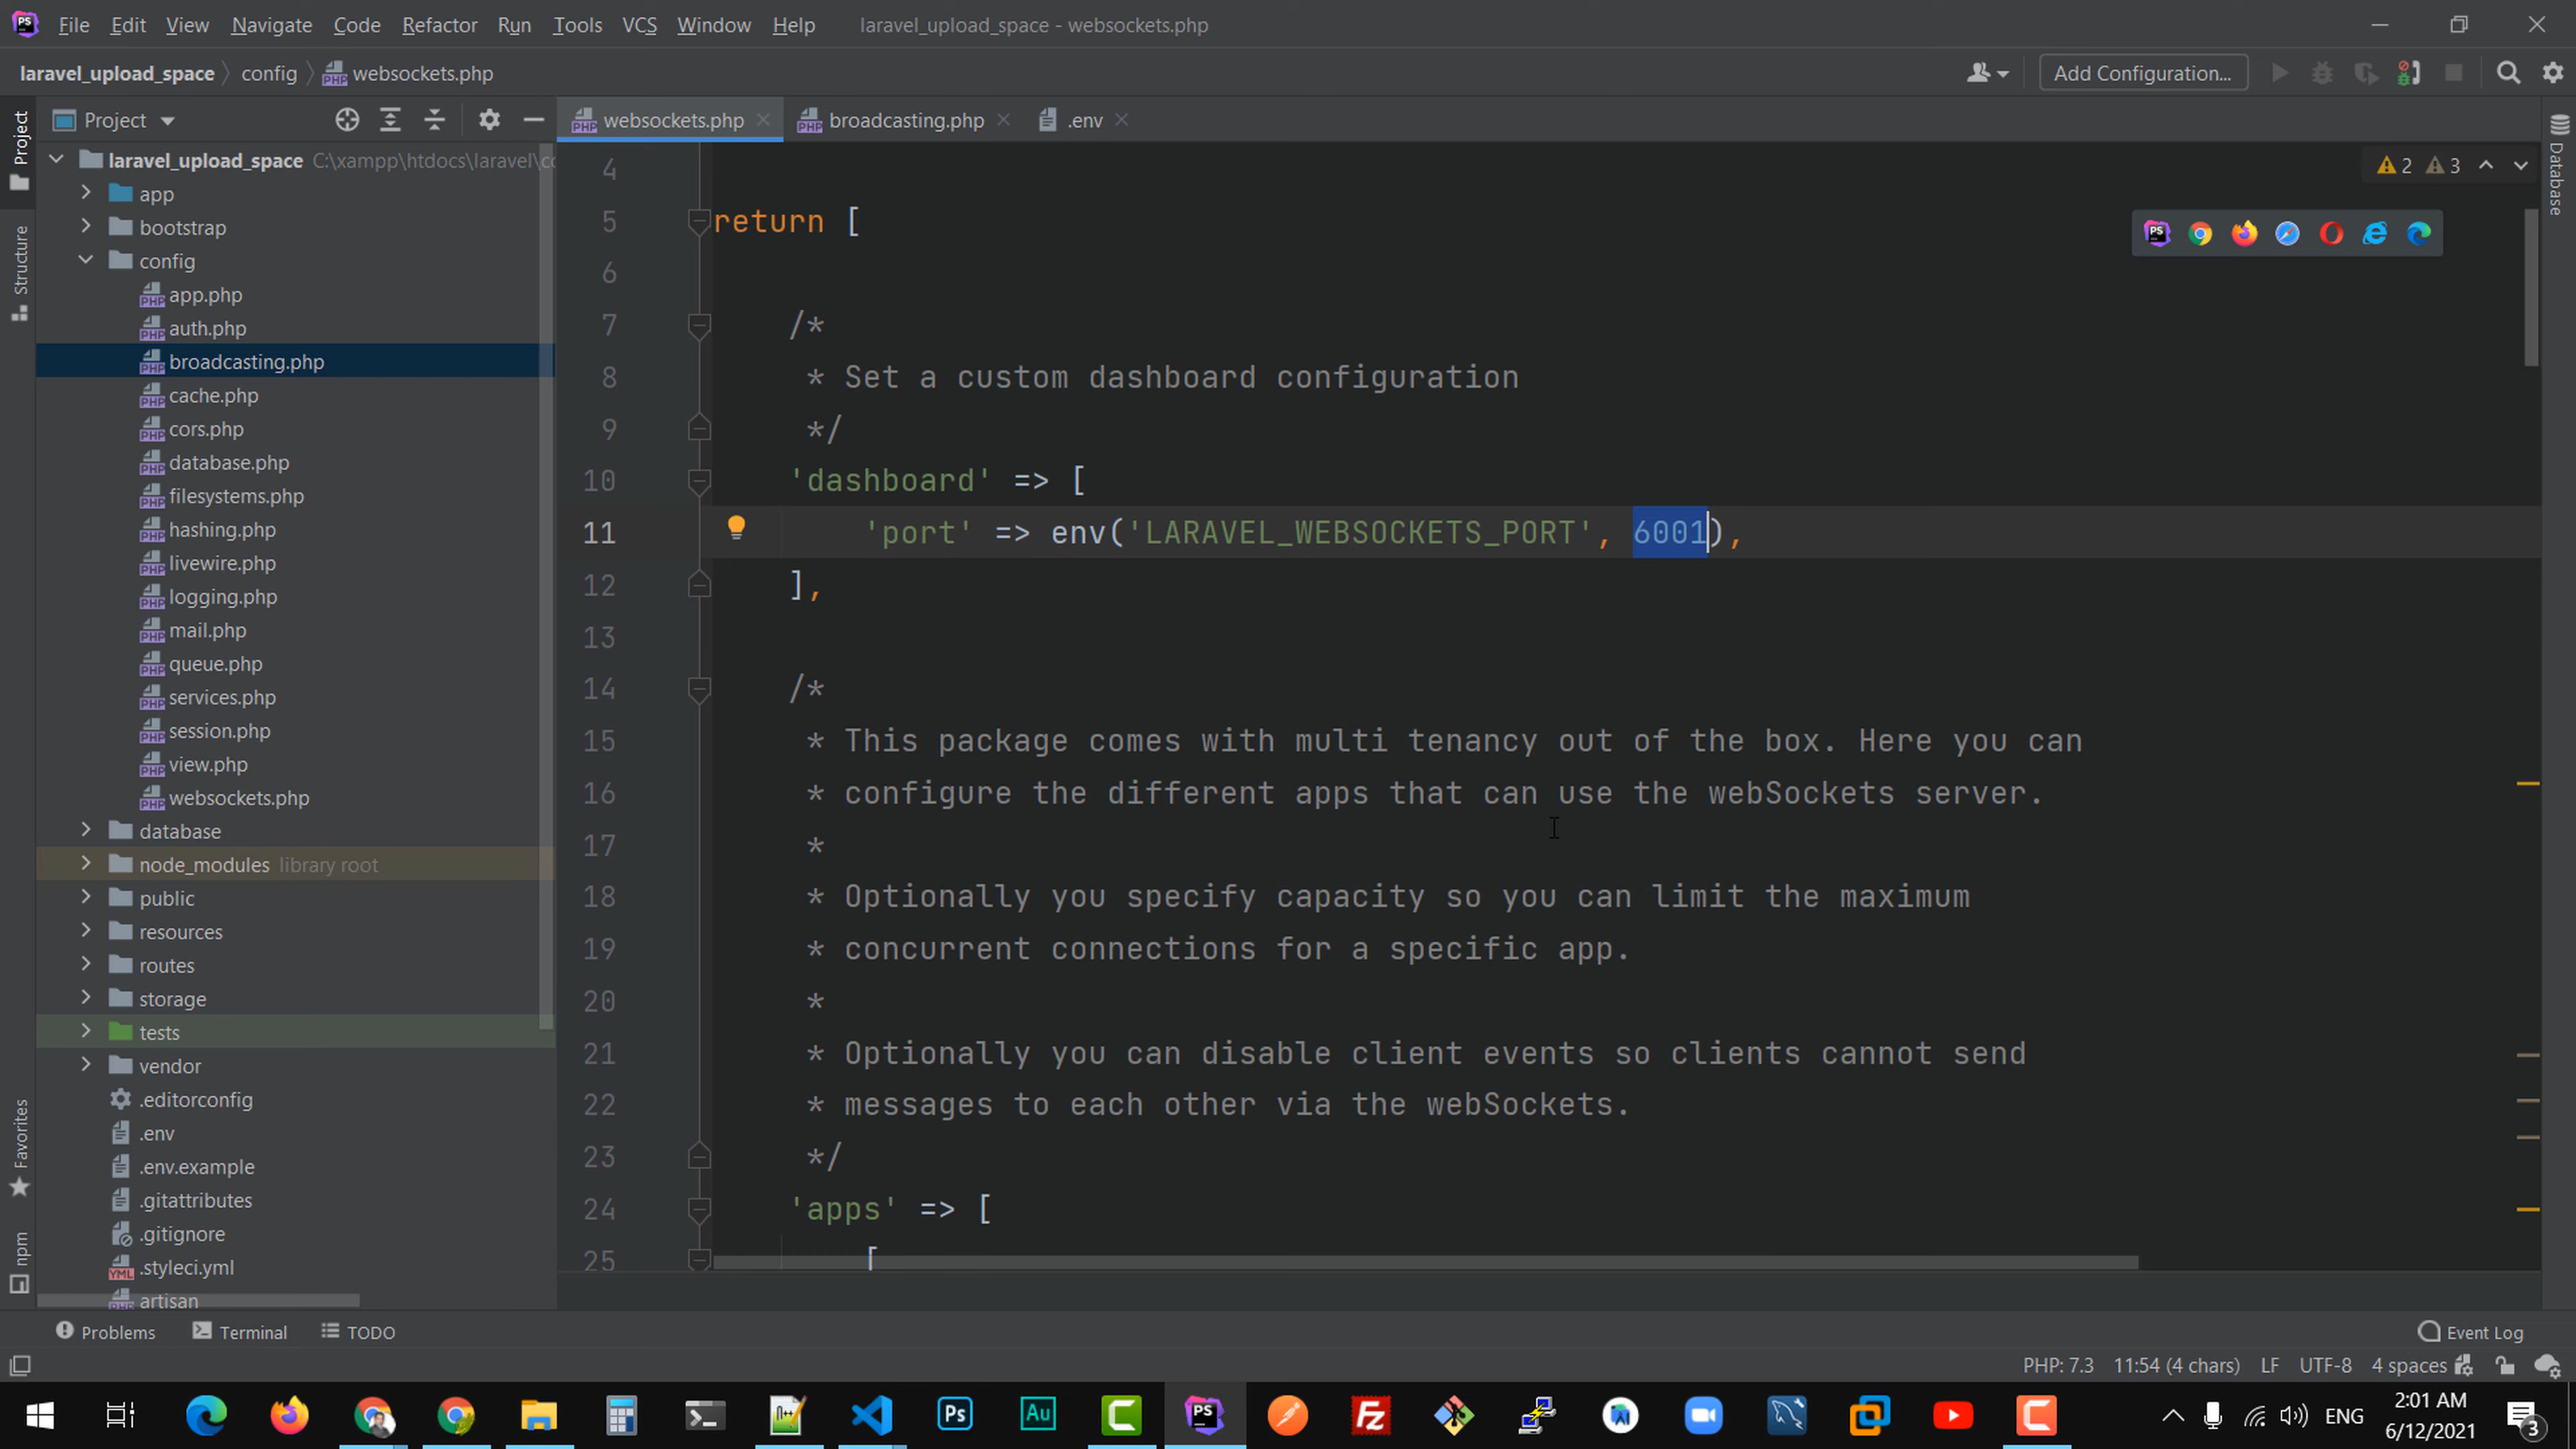 File Edit View Navigate Code Refactor Run Tools VCS Window Help laravel_upload_space - websockets.php
laravel_upload_space config websockets.php Add Configuration...
Project
websockets.php broadcasting.php .env
laravel_upload_space C:\xampp\htdocs\laravel\co
app
bootstrap
config
app.php
auth.php
broadcasting.php
cache.php
cors.php
database.php
filesystems.php
hashing.php
livewire.php
logging.php
mail.php
queue.php
services.php
session.php
view.php
websockets.php
database
node_modules library root
public
resources
routes
storage
tests
vendor
.editorconfig
.env
.env.example
.gitattributes
.gitignore
.styleci.yml
artisan
Project
Structure
Favorites
npm
Database
2 3
4
5 return [
6
7 /*
8 * Set a custom dashboard configuration
9 */
10 'dashboard' => [
11 'port' => env('LARAVEL_WEBSOCKETS_PORT', 6001),
12 ],
13
14 /*
15 * This package comes with multi tenancy out of the box. Here you can
16 * configure the different apps that can use the webSockets server.
17 *
18 * Optionally you specify capacity so you can limit the maximum
19 * concurrent connections for a specific app.
20 *
21 * Optionally you can disable client events so clients cannot send
22 * messages to each other via the webSockets.
23 */
24 'apps' => [
25 [
Problems Terminal TODO Event Log
PHP: 7.3 11:54 (4 chars) LF UTF-8 4 spaces
ENG 2:01 AM
6/12/2021 3